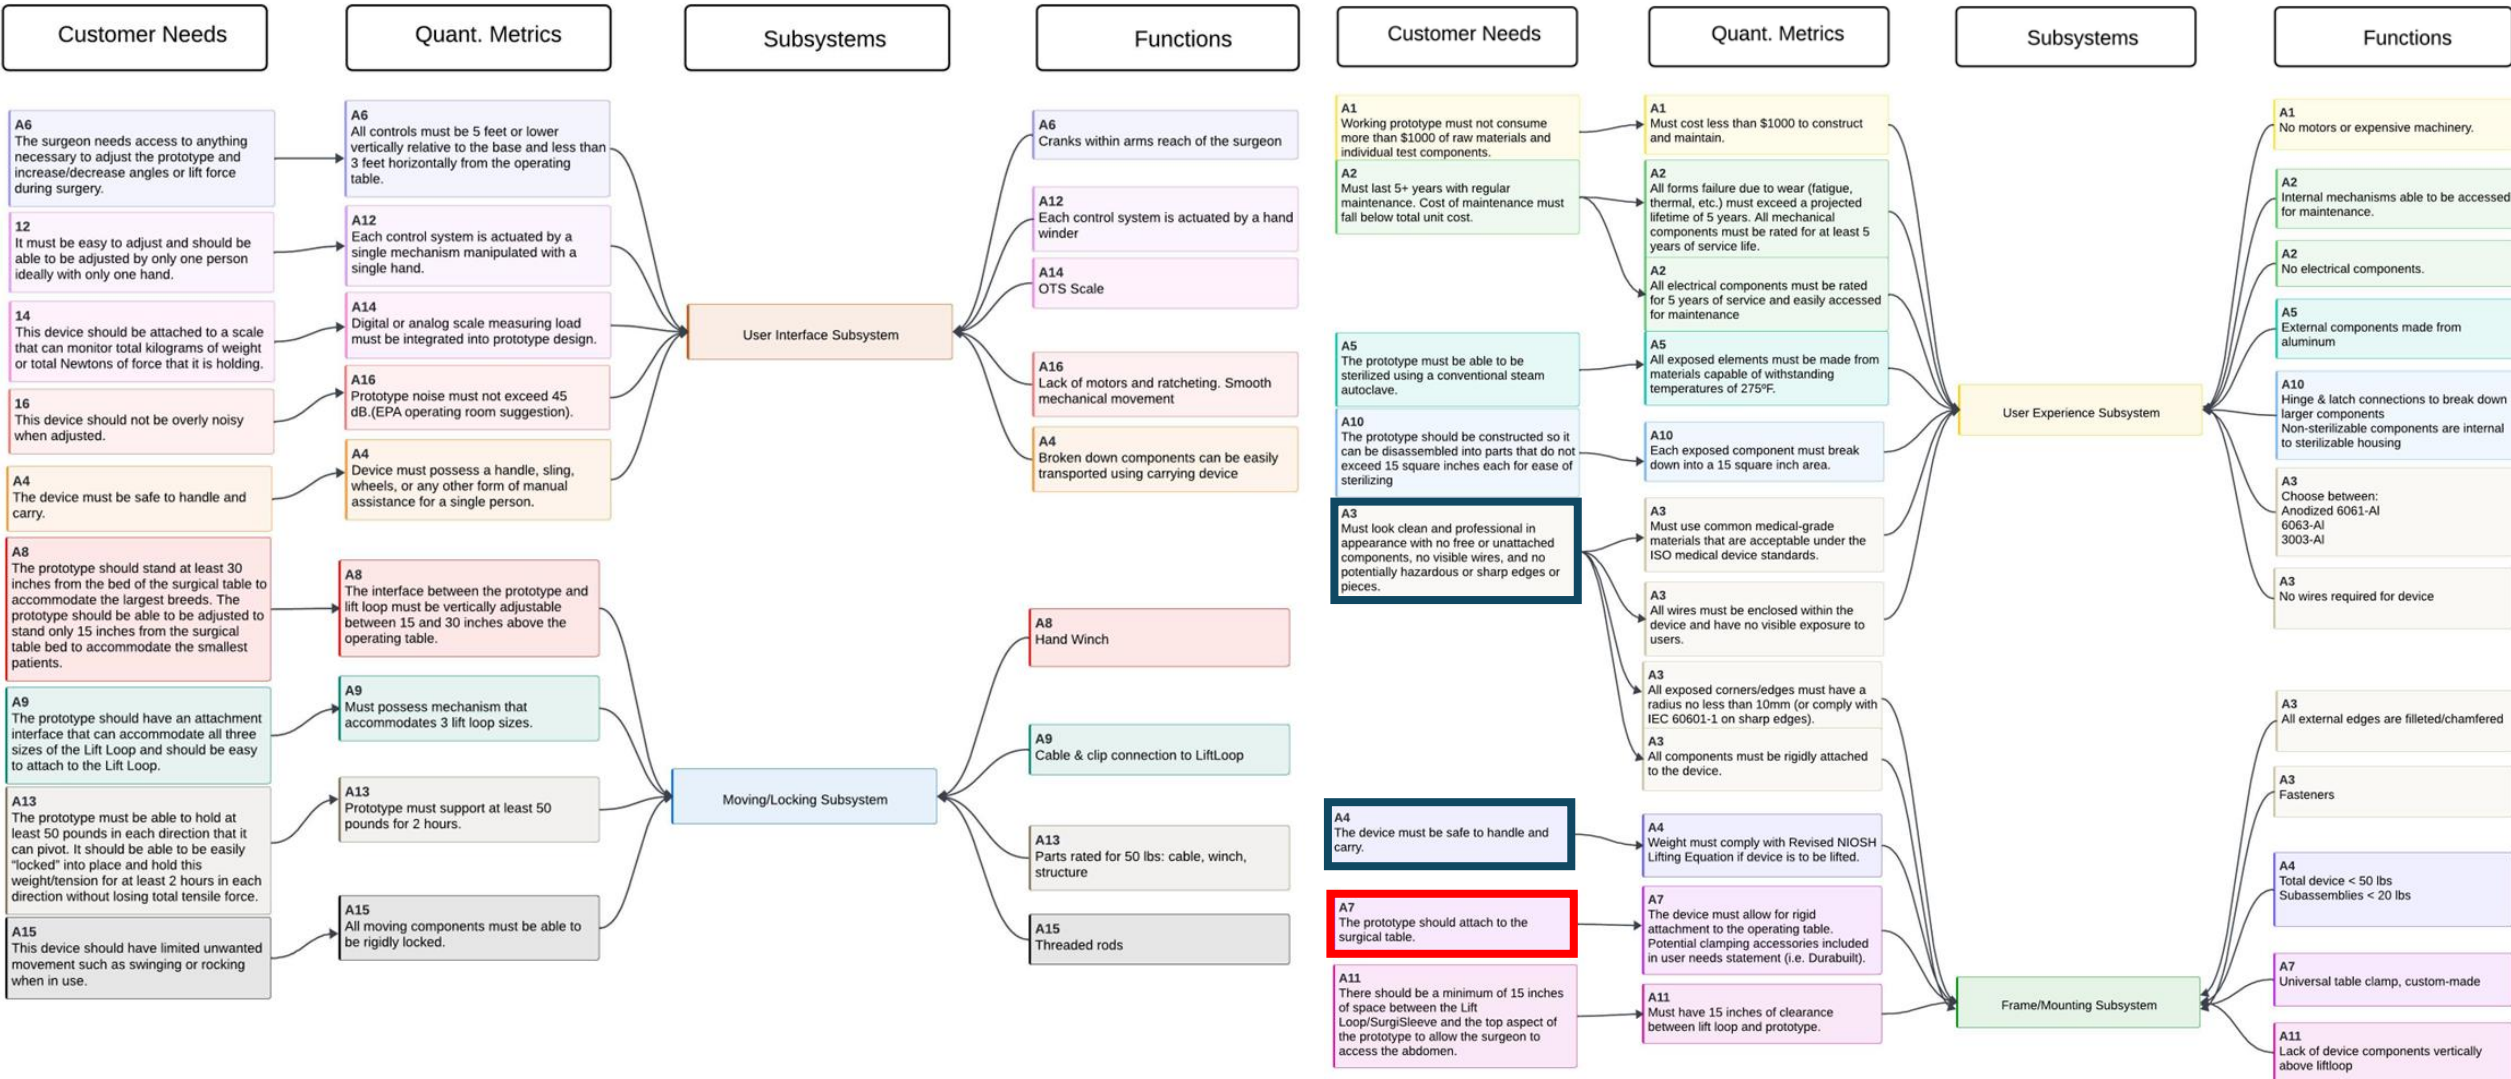 Customer Needs
Quant. Metrics
Subsystems
Functions
A6
The surgeon needs access to anything
necessary to adjust the prototype and
increase/decrease angles or lift force
during surgery.
12
It must be easy to adjust and should be
able to be adjusted by only one person
ideally with only one hand.
14
This device should be attached to a scale
that can monitor total kilograms of weight
or total Newtons of force that it is holding.
16
This device should not be overly noisy
when adjusted.
A4
The device must be safe to handle and
carry.
A6
All controls must be 5 feet or lower
vertically relative to the base and less than
3 feet horizontally from the operating
table.
A12
Each control system is actuated by a
single mechanism manipulated with a
single hand.
A14
Digital or analog scale measuring load
must be integrated into prototype design.
A16
Prototype noise must not exceed 45
dB.(EPA operating room suggestion).
A4
Device must possess a handle, sling,
wheels, or any other form of manual
assistance for a single person.
User Interface Subsystem
A6
Cranks within arms reach of the surgeon
A12
Each control system is actuated by a hand
winder
A14
OTS Scale
A16
Lack of motors and ratcheting. Smooth
mechanical movement
A4
Broken down components can be easily
transported using carrying device
A8
The prototype should stand at least 30
inches from the bed of the surgical table to
accommodate the largest breeds. The
prototype should be able to be adjusted to
stand only 15 inches from the surgical
table bed to accommodate the smallest
patients.
A9
The prototype should have an attachment
interface that can accommodate all three
sizes of the Lift Loop and should be easy
to attach to the Lift Loop.
A13
The prototype must be able to hold at
least 50 pounds in each direction that it
can pivot. It should be able to be easily
“locked” into place and hold this
weight/tension for at least 2 hours in each
direction without losing total tensile force.
A15
This device should have limited unwanted
movement such as swinging or rocking
when in use.
A8
The interface between the prototype and
lift loop must be vertically adjustable
between 15 and 30 inches above the
operating table.
A9
Must possess mechanism that
accommodates 3 lift loop sizes.
A13
Prototype must support at least 50
pounds for 2 hours.
A15
All moving components must be able to
be rigidly locked.
Moving/Locking Subsystem
A8
Hand Winch
A9
Cable & clip connection to LiftLoop
A13
Parts rated for 50 lbs: cable, winch,
structure
A15
Threaded rods
Customer Needs
Quant. Metrics
Subsystems
Functions
A1
Working prototype must not consume
more than $1000 of raw materials and
individual test components.
A2
Must last 5+ years with regular
maintenance. Cost of maintenance must
fall below total unit cost.
A5
The prototype must be able to be
sterilized using a conventional steam
autoclave.
A10
The prototype should be constructed so it
can be disassembled into parts that do not
exceed 15 square inches each for ease of
sterilizing
A3
Must look clean and professional in
appearance with no free or unattached
components, no visible wires, and no
potentially hazardous or sharp edges or
pieces.
A1
Must cost less than $1000 to construct
and maintain.
A2
All forms failure due to wear (fatigue,
thermal, etc.) must exceed a projected
lifetime of 5 years. All mechanical
components must be rated for at least 5
years of service life.
A2
All electrical components must be rated
for 5 years of service and easily accessed
for maintenance
A5
All exposed elements must be made from
materials capable of withstanding
temperatures of 275ºF.
A10
Each exposed component must break
down into a 15 square inch area.
A3
Must use common medical-grade
materials that are acceptable under the
ISO medical device standards.
A3
All wires must be enclosed within the
device and have no visible exposure to
users.
A3
All exposed corners/edges must have a
radius no less than 10mm (or comply with
IEC 60601-1 on sharp edges).
A3
All components must be rigidly attached
to the device.
User Experience Subsystem
A1
No motors or expensive machinery.
A2
Internal mechanisms able to be accessed
for maintenance.
A2
No electrical components.
A5
External components made from
aluminum
A10
Hinge & latch connections to break down
larger components
Non-sterilizable components are internal
to sterilizable housing
A3
Choose between:
Anodized 6061-Al
6063-Al
3003-Al
A3
No wires required for device
A4
The device must be safe to handle and
carry.
A7
The prototype should attach to the
surgical table.
A11
There should be a minimum of 15 inches
of space between the Lift
Loop/SurgiSleeve and the top aspect of
the prototype to allow the surgeon to
access the abdomen.
A4
Weight must comply with Revised NIOSH
Lifting Equation if device is to be lifted.
A7
The device must allow for rigid
attachment to the operating table.
Potential clamping accessories included
in user needs statement (i.e. Durabuilt).
A11
Must have 15 inches of clearance
between lift loop and prototype.
Frame/Mounting Subsystem
A3
All external edges are filleted/chamfered
A3
Fasteners
A4
Total device < 50 lbs
Subassemblies < 20 lbs
A7
Universal table clamp, custom-made
A11
Lack of device components vertically
above liftloop